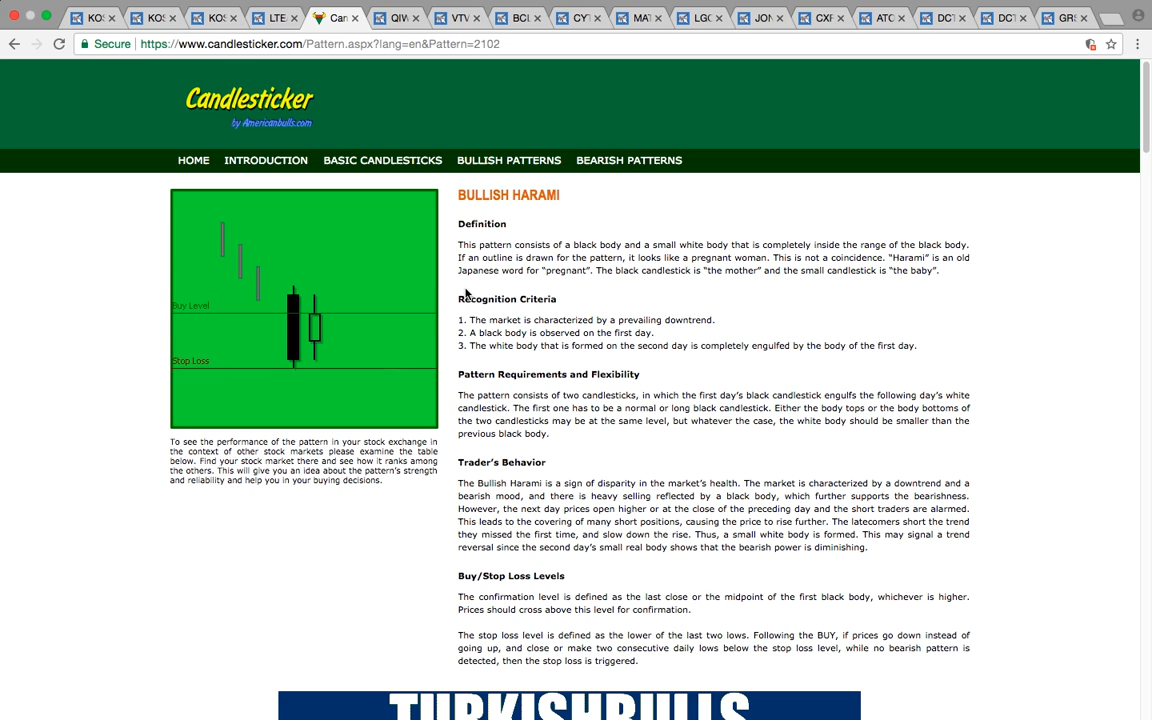 KOS
KOS
KOS
LTE
Can
QIW
VTV
BCL
CYT
MAT
LGC
JON
CXF
ATC
DCT
DCT
GRS
Secure
https://www.candlesticker.com/Pattern.aspx?lang=en&Pattern=2102
Candlesticker
by Americanbulls.com
HOME INTRODUCTION BASIC CANDLESTICKS BULLISH PATTERNS BEARISH PATTERNS
Buy Level
Stop Loss
To see the performance of the pattern in your stock exchange in
the context of other stock markets please examine the table
below. Find your stock market there and see how it ranks among
the others. This will give you an idea about the pattern's strength
and reliability and help you in your buying decisions.
BULLISH HARAMI
Definition
This pattern consists of a black body and a small white body that is completely inside the range of the black body.
If an outline is drawn for the pattern, it looks like a pregnant woman. This is not a coincidence. “Harami” is an old
Japanese word for “pregnant”. The black candlestick is “the mother” and the small candlestick is “the baby”.
Recognition Criteria
1. The market is characterized by a prevailing downtrend.
2. A black body is observed on the first day.
3. The white body that is formed on the second day is completely engulfed by the body of the first day.
Pattern Requirements and Flexibility
The pattern consists of two candlesticks, in which the first day’s black candlestick engulfs the following day’s white
candlestick. The first one has to be a normal or long black candlestick. Either the body tops or the body bottoms of
the two candlesticks may be at the same level, but whatever the case, the white body should be smaller than the
previous black body.
Trader’s Behavior
The Bullish Harami is a sign of disparity in the market’s health. The market is characterized by a downtrend and a
bearish mood, and there is heavy selling reflected by a black body, which further supports the bearishness.
However, the next day prices open higher or at the close of the preceding day and the short traders are alarmed.
This leads to the covering of many short positions, causing the price to rise further. The latecomers short the trend
they missed the first time, and slow down the rise. Thus, a small white body is formed. This may signal a trend
reversal since the second day’s small real body shows that the bearish power is diminishing.
Buy/Stop Loss Levels
The confirmation level is defined as the last close or the midpoint of the first black body, whichever is higher.
Prices should cross above this level for confirmation.
The stop loss level is defined as the lower of the last two lows. Following the BUY, if prices go down instead of
going up, and close or make two consecutive daily lows below the stop loss level, while no bearish pattern is
detected, then the stop loss is triggered.
TURKISHBULLS